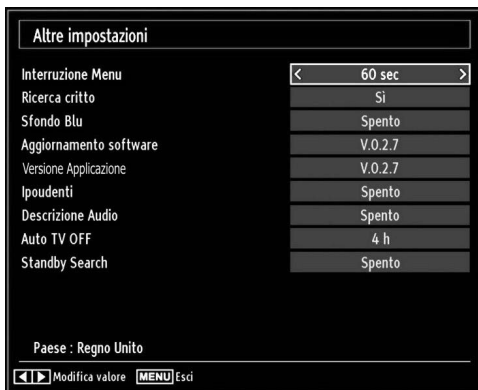 Altre impostazioni
Interruzione Menu < 60 sec >
Ricerca critto Sì
Sfondo Blu Spento
Aggiornamento software V.0.2.7
Versione Applicazione V.0.2.7
Ipoudenti Spento
Descrizione Audio Spento
Auto TV OFF 4 h
Standby Search Spento
Paese : Regno Unito
Modifica valore MENU Esci